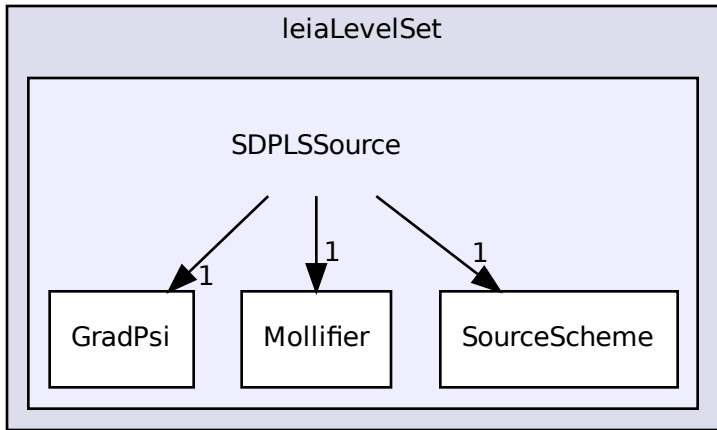 leiaLevelSet
SDPLSSource
1
1
1
GradPsi
Mollifier
SourceScheme